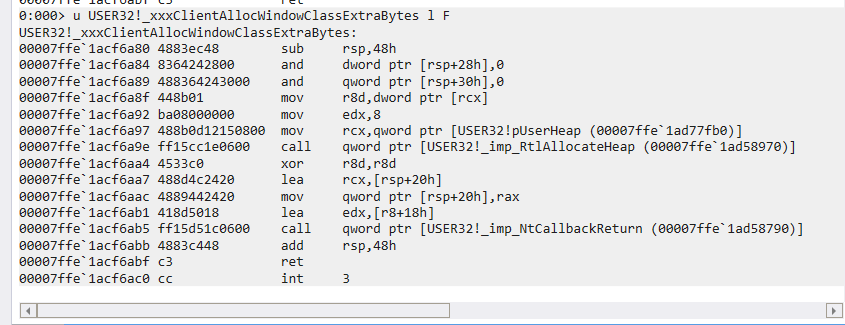 0:000> u USER32!_xxxClientAllocWindowClassExtraBytes l F
USER32!_xxxClientAllocWindowClassExtraBytes:
00007ffe`1acf6a80 4883ec48 sub rsp,48h
00007ffe`1acf6a84 8364242800 and dword ptr [rsp+28h],0
00007ffe`1acf6a89 488364243000 and qword ptr [rsp+30h],0
00007ffe`1acf6a8f 448b01 mov r8d,dword ptr [rcx]
00007ffe`1acf6a92 ba08000000 mov edx,8
00007ffe`1acf6a97 488b0d12150800 mov rcx,qword ptr [USER32!pUserHeap (00007ffe`1ad77fb0)]
00007ffe`1acf6a9e ff15cc1e0600 call qword ptr [USER32!_imp_RtlAllocateHeap (00007ffe`1ad58970)]
00007ffe`1acf6aa4 4533c0 xor r8d,r8d
00007ffe`1acf6aa7 488d4c2420 lea rcx,[rsp+20h]
00007ffe`1acf6aac 4889442420 mov qword ptr [rsp+20h],rax
00007ffe`1acf6ab1 418d5018 lea edx,[r8+18h]
00007ffe`1acf6ab5 ff15d51c0600 call qword ptr [USER32!_imp_NtCallbackReturn (00007ffe`1ad58790)]
00007ffe`1acf6abb 4883c448 add rsp,48h
00007ffe`1acf6abf c3 ret
00007ffe`1acf6ac0 cc int 3